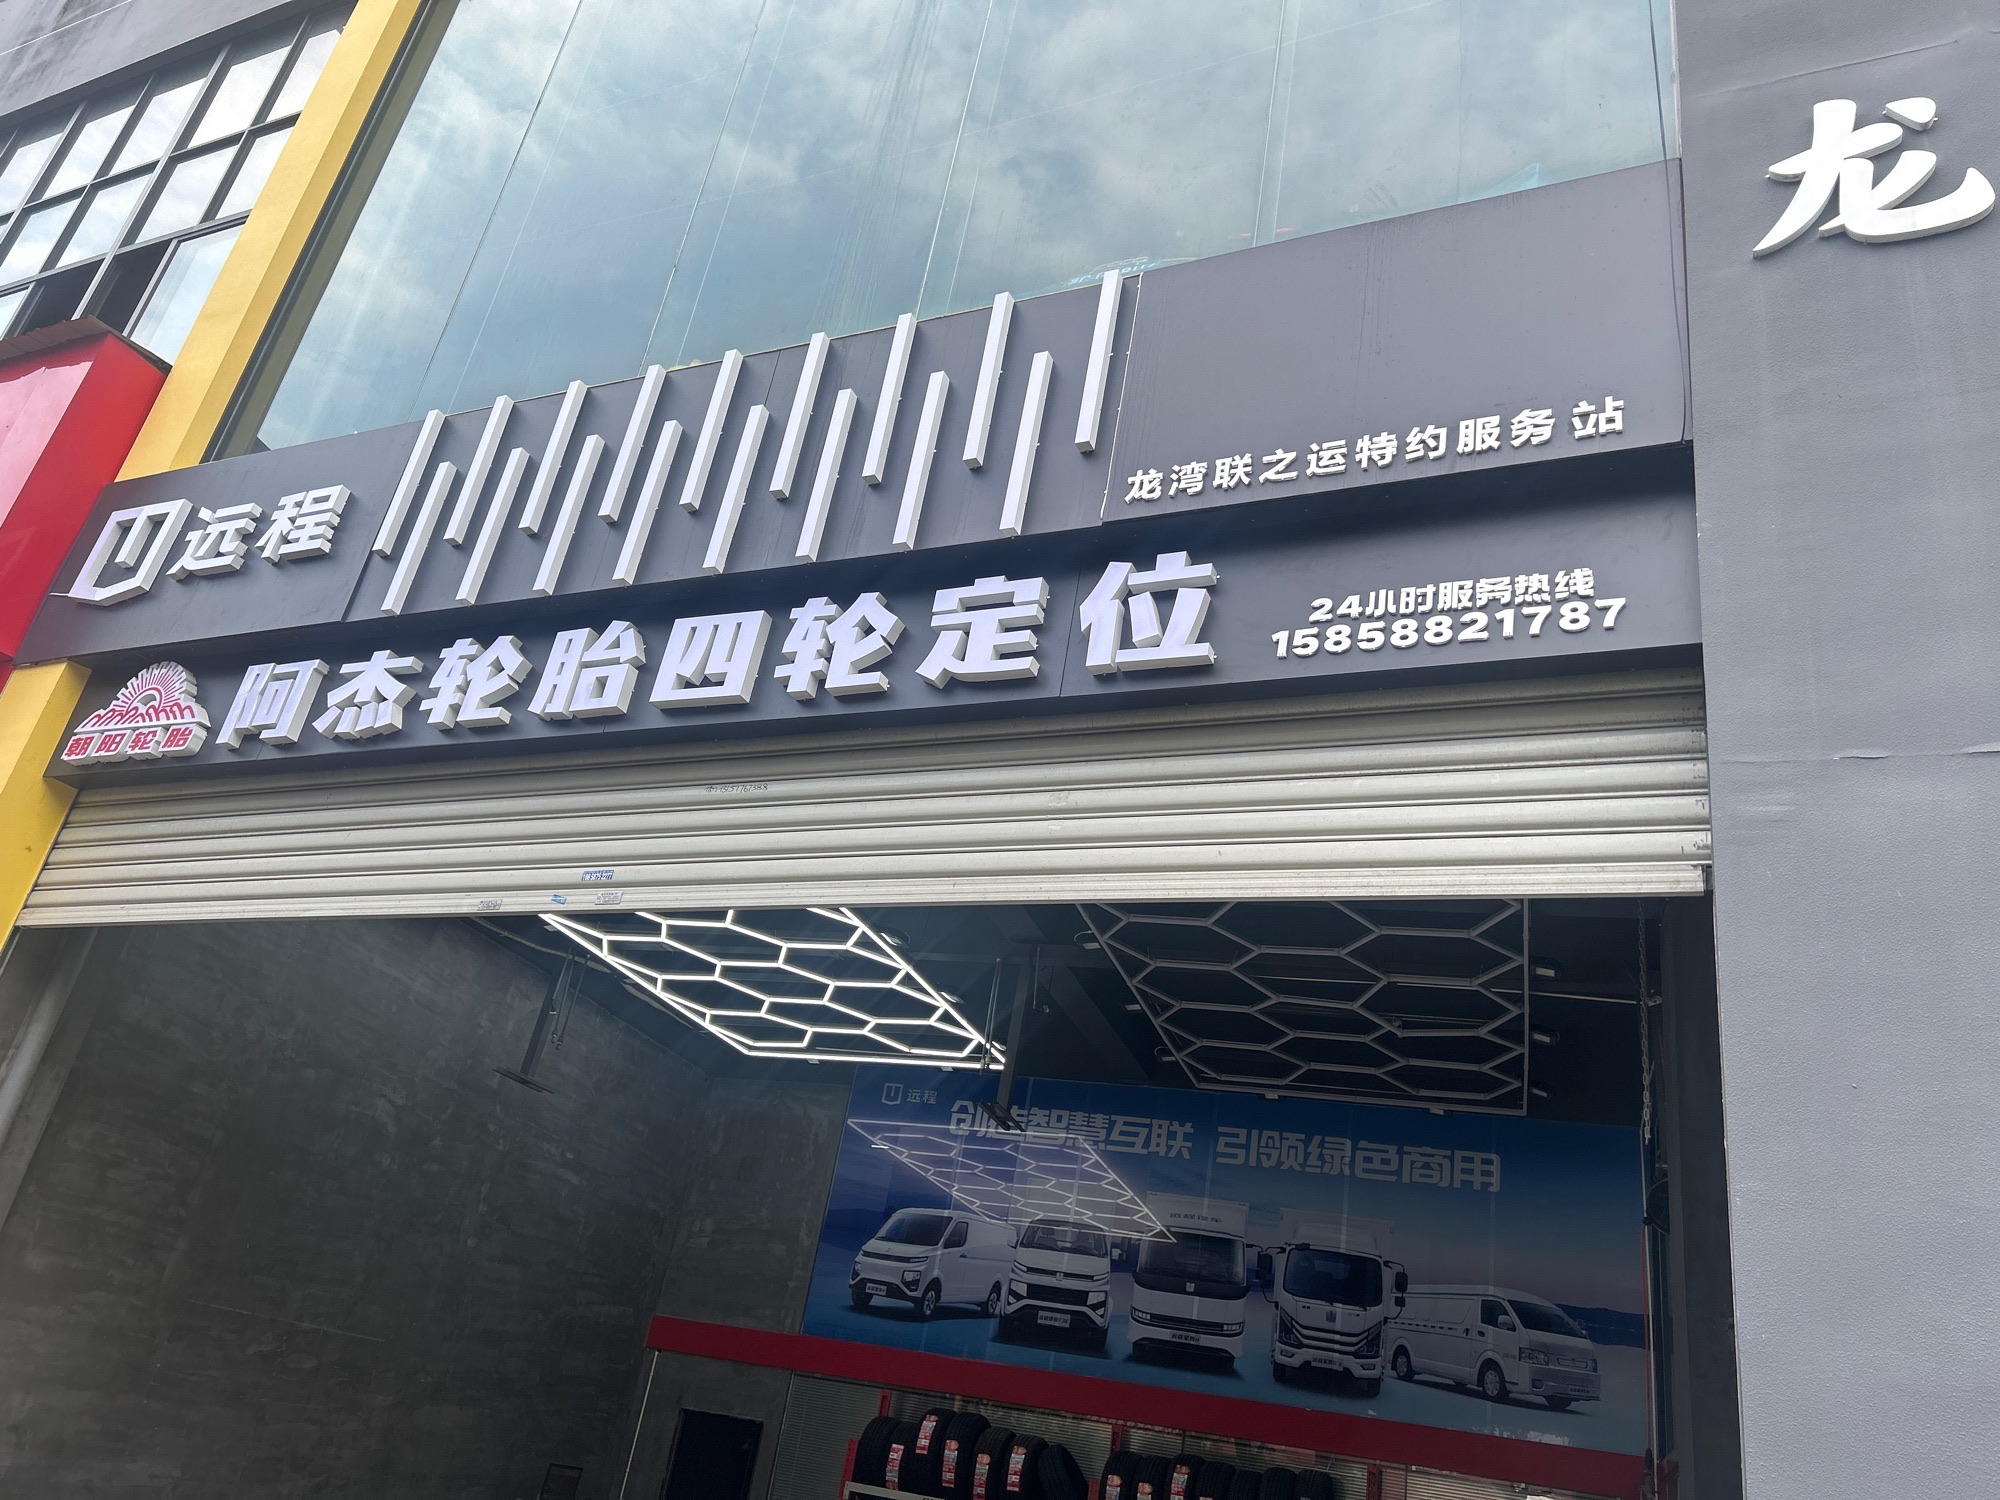 龙
远程
龙湾联之运特约服务站
阿杰轮胎四轮定位
24小时服务热线
15858821787
朝阳轮胎
远程
创造智慧互联 引领绿色商用